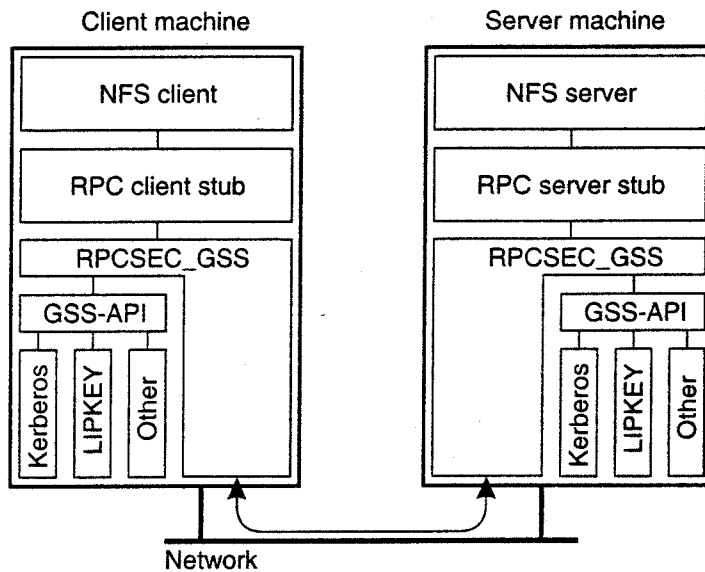 Client machine
Server machine
NFS client
NFS server
RPC client stub
RPC server stub
RPCSEC_GSS
RPCSEC_GSS
GSS-API
GSS-API
Kerberos
LIPKEY
Other
Kerberos
LIPKEY
Other
Network